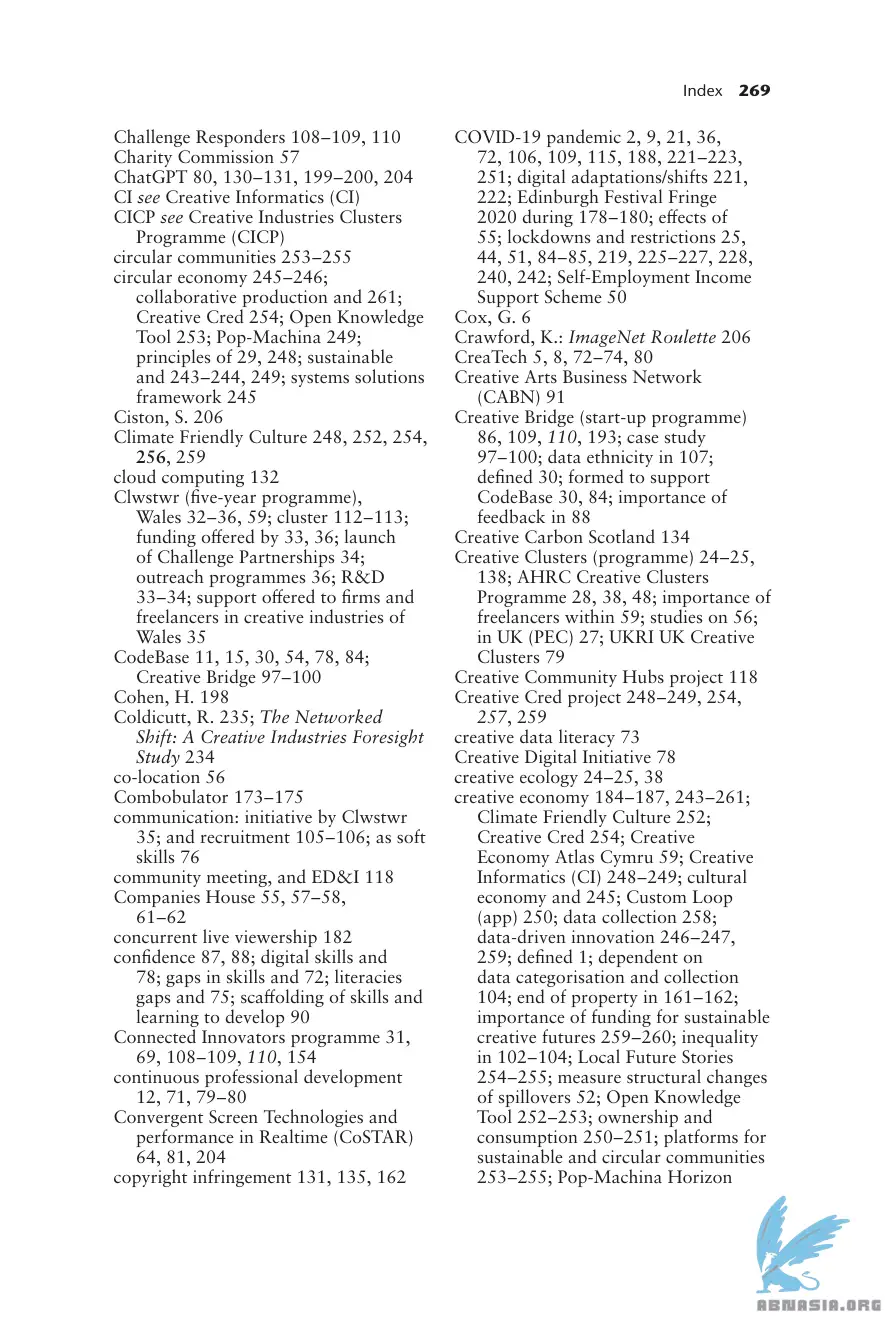 Index 269
Challenge Responders 108–109, 110
Charity Commission 57
ChatGPT 80, 130–131, 199–200, 204
CI see Creative Informatics (CI)
CICP see Creative Industries Clusters
Programme (CICP)
circular communities 253–255
circular economy 245–246;
collaborative production and 261;
Creative Cred 254; Open Knowledge
Tool 253; Pop-Machina 249;
principles of 29, 248; sustainable
and 243–244, 249; systems solutions
framework 245
Ciston, S. 206
Climate Friendly Culture 248, 252, 254,
256, 259
cloud computing 132
Clwstwr (five-year programme),
Wales 32–36, 59; cluster 112–113;
funding offered by 33, 36; launch
of Challenge Partnerships 34;
outreach programmes 36; R&D
33–34; support offered to firms and
freelancers in creative industries of
Wales 35
CodeBase 11, 15, 30, 54, 78, 84;
Creative Bridge 97–100
Cohen, H. 198
Coldicutt, R. 235; The Networked
Shift: A Creative Industries Foresight
Study 234
co-location 56
Combobulator 173–175
communication: initiative by Clwstwr
35; and recruitment 105–106; as soft
skills 76
community meeting, and ED&I 118
Companies House 55, 57–58,
61–62
concurrent live viewership 182
confidence 87, 88; digital skills and
78; gaps in skills and 72; literacies
gaps and 75; scaffolding of skills and
learning to develop 90
Connected Innovators programme 31,
69, 108–109, 110, 154
continuous professional development
12, 71, 79–80
Convergent Screen Technologies and
performance in Realtime (CoSTAR)
64, 81, 204
copyright infringement 131, 135, 162
COVID-19 pandemic 2, 9, 21, 36,
72, 106, 109, 115, 188, 221–223,
251; digital adaptations/shifts 221,
222; Edinburgh Festival Fringe
2020 during 178–180; effects of
55; lockdowns and restrictions 25,
44, 51, 84–85, 219, 225–227, 228,
240, 242; Self-Employment Income
Support Scheme 50
Cox, G. 6
Crawford, K.: ImageNet Roulette 206
CreaTech 5, 8, 72–74, 80
Creative Arts Business Network
(CABN) 91
Creative Bridge (start-up programme)
86, 109, 110, 193; case study
97–100; data ethnicity in 107;
defined 30; formed to support
CodeBase 30, 84; importance of
feedback in 88
Creative Carbon Scotland 134
Creative Clusters (programme) 24–25,
138; AHRC Creative Clusters
Programme 28, 38, 48; importance of
freelancers within 59; studies on 56;
in UK (PEC) 27; UKRI UK Creative
Clusters 79
Creative Community Hubs project 118
Creative Cred project 248–249, 254,
257, 259
creative data literacy 73
Creative Digital Initiative 78
creative ecology 24–25, 38
creative economy 184–187, 243–261;
Climate Friendly Culture 252;
Creative Cred 254; Creative
Economy Atlas Cymru 59; Creative
Informatics (CI) 248–249; cultural
economy and 245; Custom Loop
(app) 250; data collection 258;
data-driven innovation 246–247,
259; defined 1; dependent on
data categorisation and collection
104; end of property in 161–162;
importance of funding for sustainable
creative futures 259–260; inequality
in 102–104; Local Future Stories
254–255; measure structural changes
of spillovers 52; Open Knowledge
Tool 252–253; ownership and
consumption 250–251; platforms for
sustainable and circular communities
253–255; Pop-Machina Horizon
ABNASIA.ORG